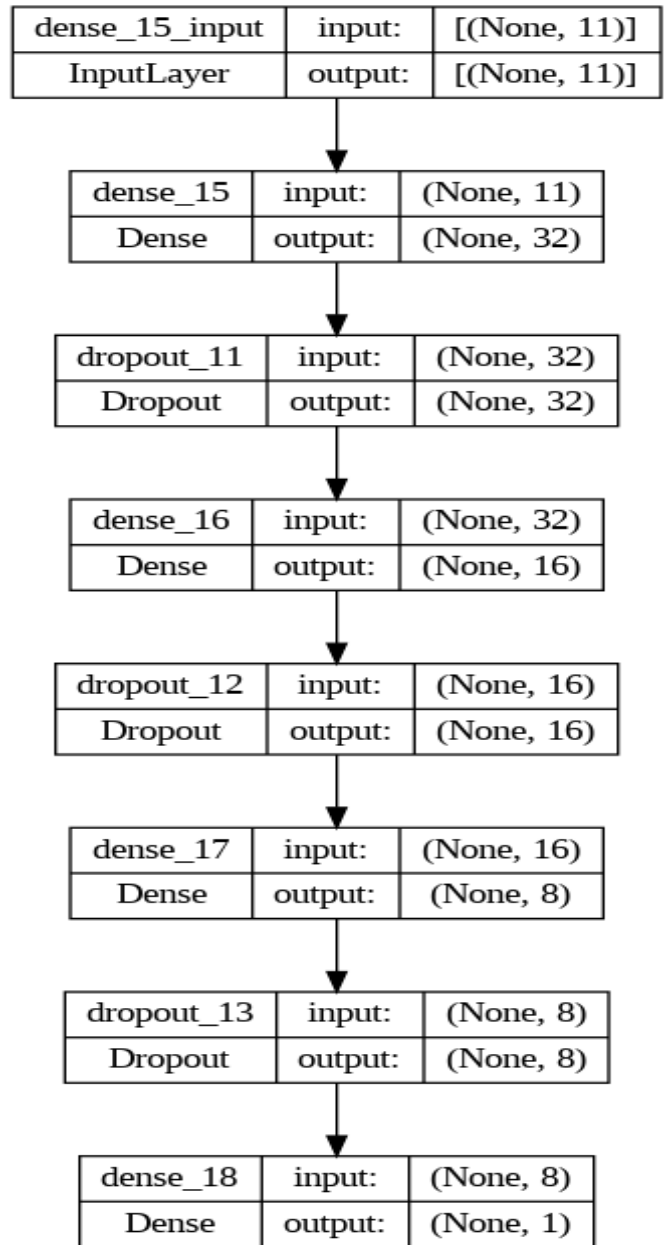 dense_15_input input: [(None, 11)]
InputLayer output: [(None, 11)]
dense_15 input: (None, 11)
Dense output: (None, 32)
dropout_11 input: (None, 32)
Dropout output: (None, 32)
dense_16 input: (None, 32)
Dense output: (None, 16)
dropout_12 input: (None, 16)
Dropout output: (None, 16)
dense_17 input: (None, 16)
Dense output: (None, 8)
dropout_13 input: (None, 8)
Dropout output: (None, 8)
dense_18 input: (None, 8)
Dense output: (None, 1)